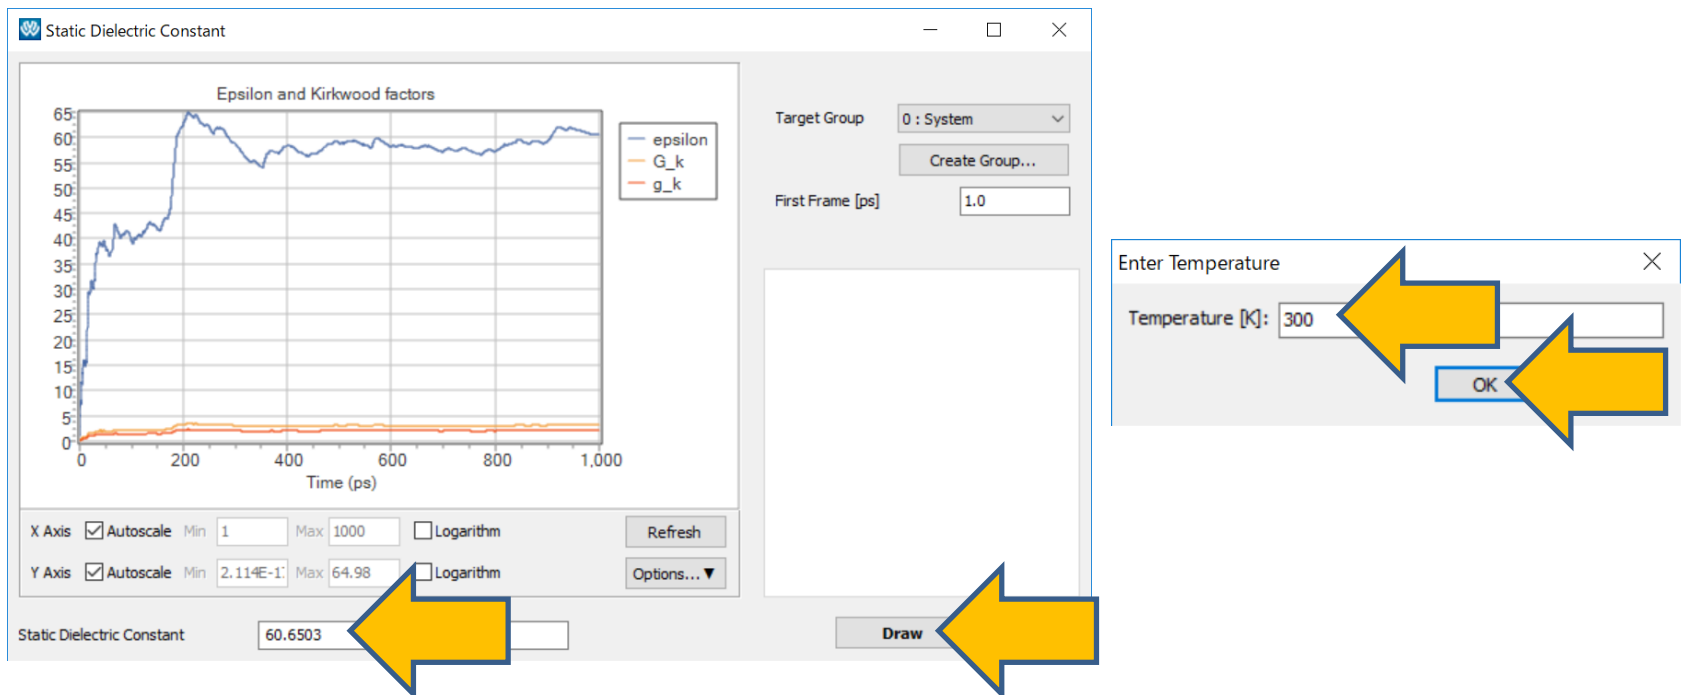 Static Dielectric Constant
Epsilon and Kirkwood factors
65
60
55
50
45
40
35
30
25
20
15
10
5
0
0 200 400 600 800 1,000
Time (ps)
epsilon
G_k
g_k
X Axis Autoscale Min 1 Max 1000 Logarithm Refresh
Y Axis Autoscale Min 2.114E-1 Max 64.98 Logarithm Options...▼
Static Dielectric Constant 60.6503
Target Group 0 : System
Create Group...
First Frame [ps] 1.0
Draw
Enter Temperature
Temperature [K]: 300
OK